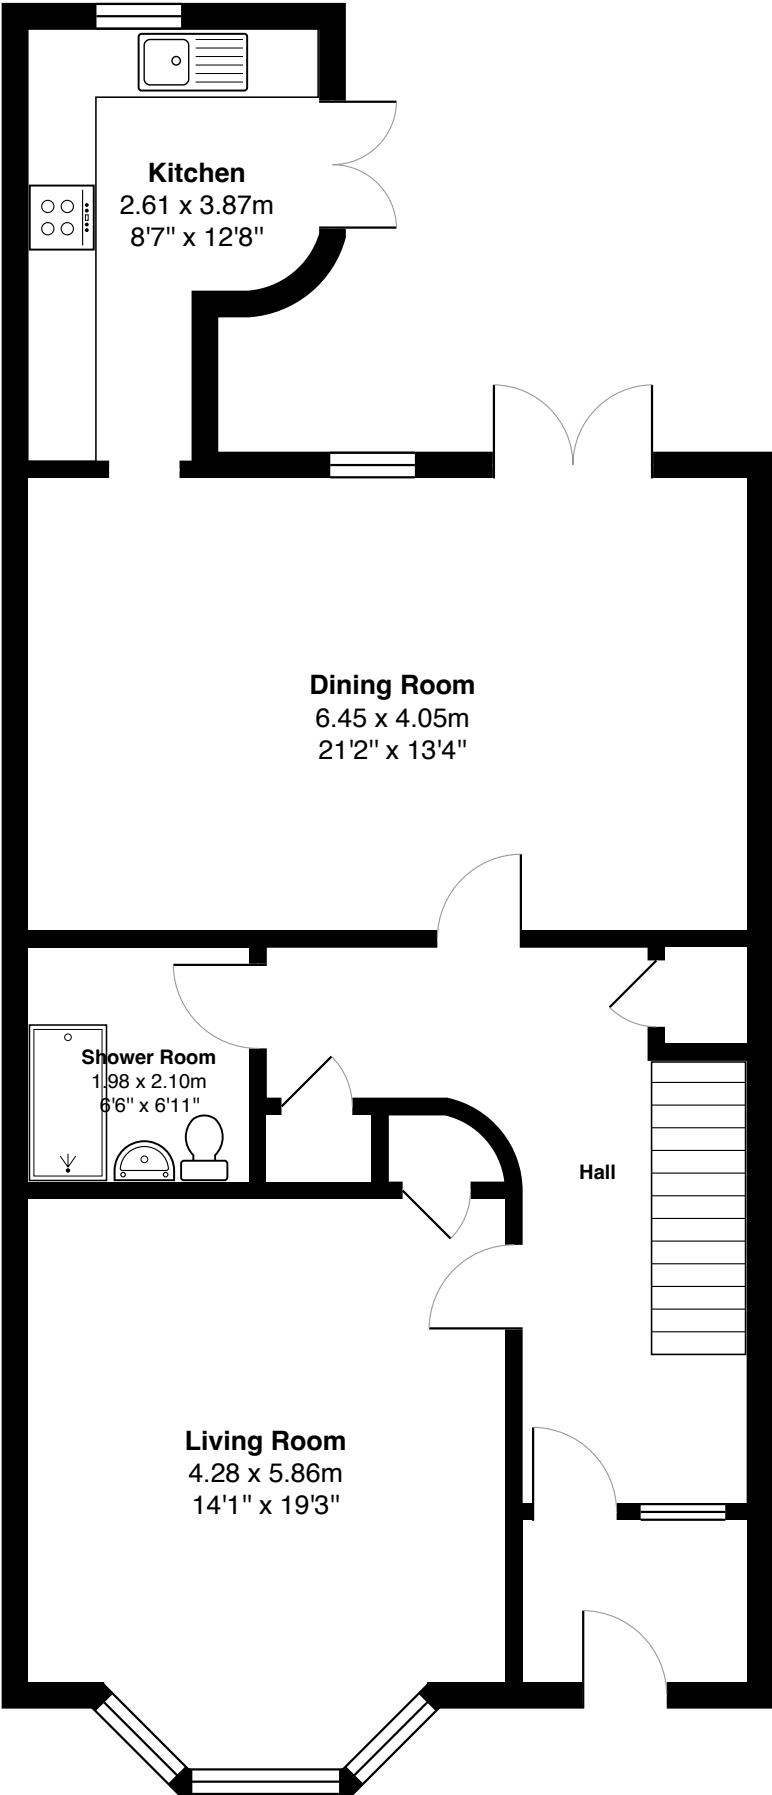 Kitchen
2.61 x 3.87m
8'7" x 12'8"
Dining Room
6.45 x 4.05m
21'2" x 13'4"
Shower Room
1.98 x 2.10m
6'6" x 6'11"
Hall
Living Room
4.28 x 5.86m
14'1" x 19'3"